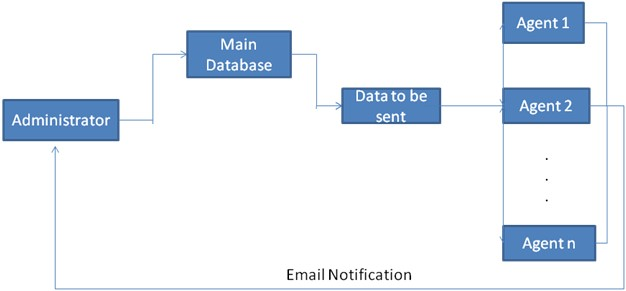 Agent 1
Main
Database
Data to be
sent
Administrator
Agent 2
.
.
.
Agent n
Email Notification